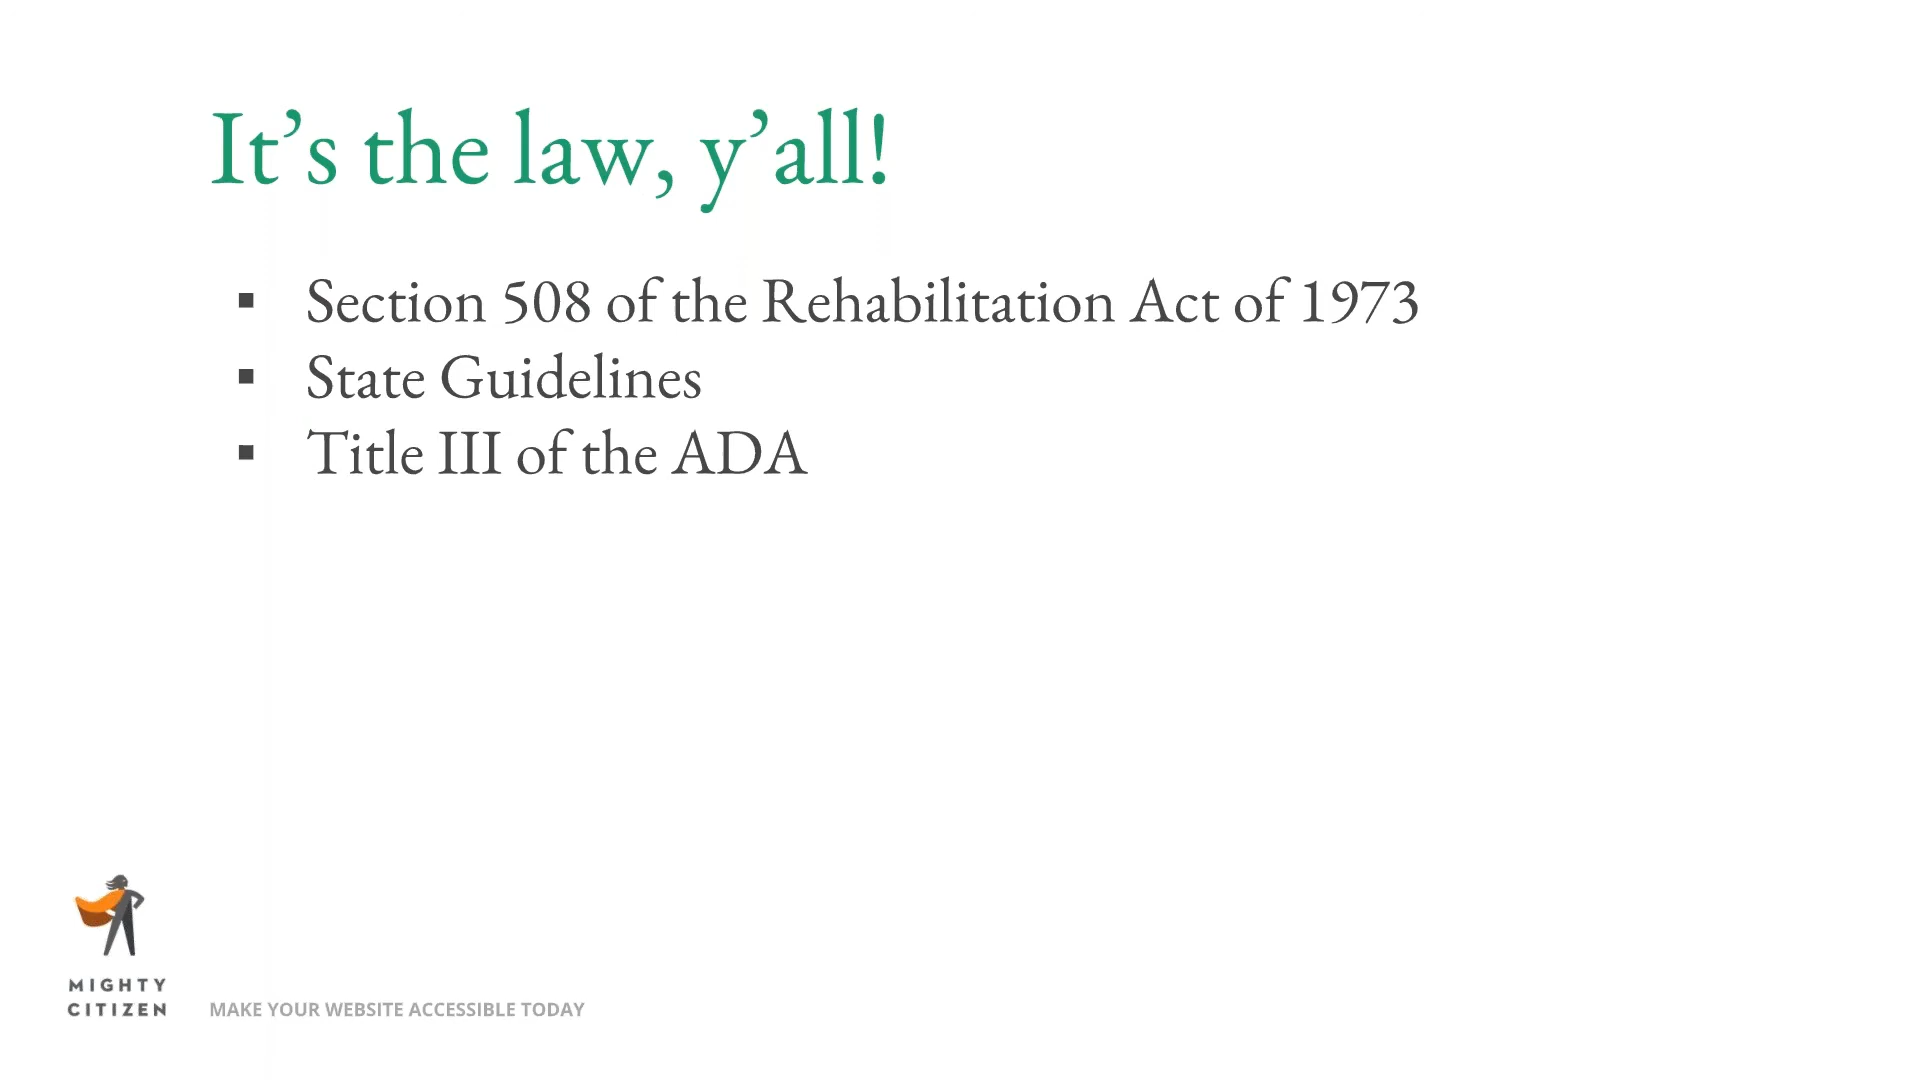 It’s the law, y’all!
▪ Section 508 of the Rehabilitation Act of 1973
▪ State Guidelines
▪ Title III of the ADA
MIGHTY
CITIZEN
MAKE YOUR WEBSITE ACCESSIBLE TODAY